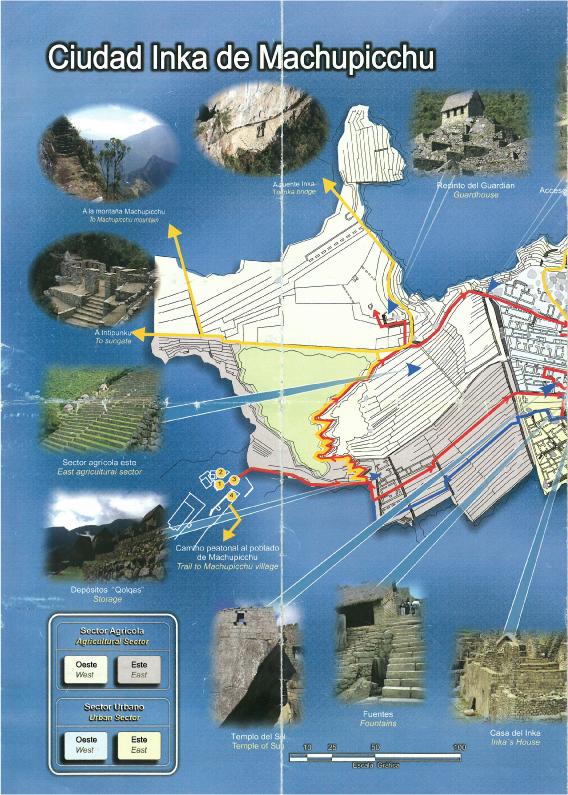 Ciudad Inka de Machupicchu
A la montaña Machupicchu
To Machupicchu mountain
A puente Inka
To inka bridge
Recinto del Guardian
Guardhouse
Acceso
A Intipunku
To sungate
Sector agrícola este
East agricultural sector
2
1
3
4
Camino peatonal al poblado
de Machupicchu
Trail to Machupicchu village
Depósitos "Qolqas"
Storage
Sector Agrícola
Agricultural Sector
Oeste
West
Este
East
Sector Urbano
Urban Sector
Oeste
West
Este
East
Templo del Sol
Temple of Sun
Fuentes
Fountains
Casa del Inka
Inka´s House
10 25 50 100
Escala Gráfica